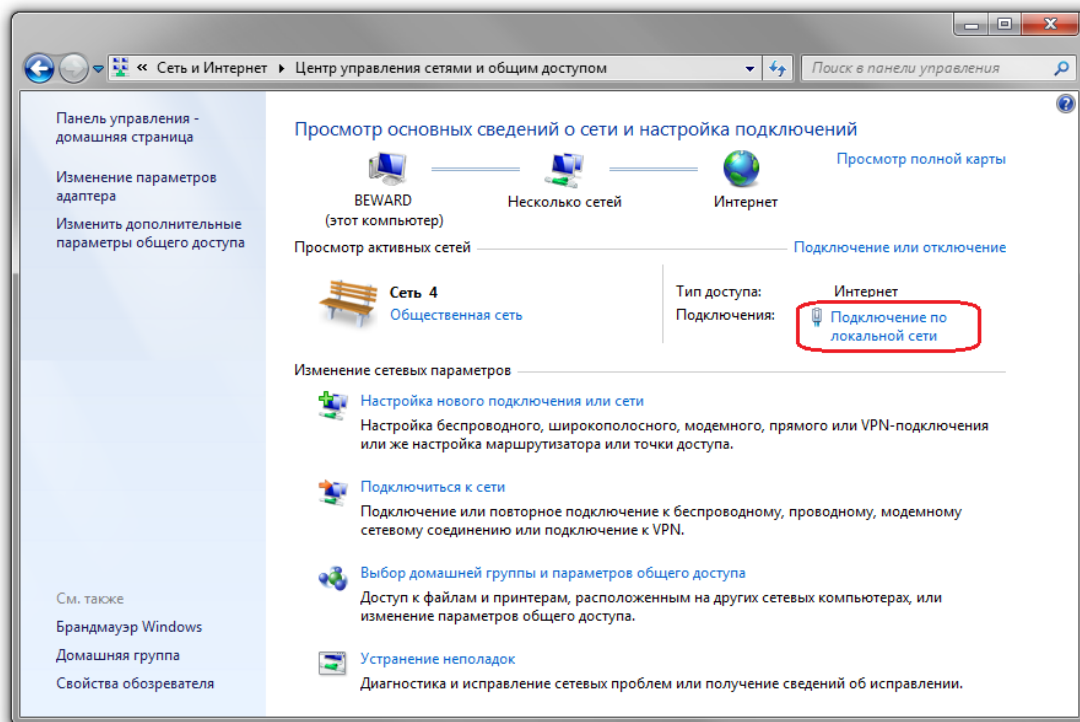 « Сеть и Интернет ▸ Центр управления сетями и общим доступом
Поиск в панели управления
Панель управления -
домашняя страница
Изменение параметров
адаптера
Изменить дополнительные
параметры общего доступа
См. также
Брандмауэр Windows
Домашняя группа
Свойства обозревателя
Просмотр основных сведений о сети и настройка подключений
Просмотр полной карты
BEWARD
(этот компьютер)
Несколько сетей
Интернет
Просмотр активных сетей
Подключение или отключение
Сеть 4
Общественная сеть
Тип доступа: Интернет
Подключения: Подключение по
локальной сети
Изменение сетевых параметров
Настройка нового подключения или сети
Настройка беспроводного, широкополосного, модемного, прямого или VPN-подключения
или же настройка маршрутизатора или точки доступа.
Подключиться к сети
Подключение или повторное подключение к беспроводному, проводному, модемному
сетевому соединению или подключение к VPN.
Выбор домашней группы и параметров общего доступа
Доступ к файлам и принтерам, расположенным на других сетевых компьютерах, или
изменение параметров общего доступа.
Устранение неполадок
Диагностика и исправление сетевых проблем или получение сведений об исправлении.